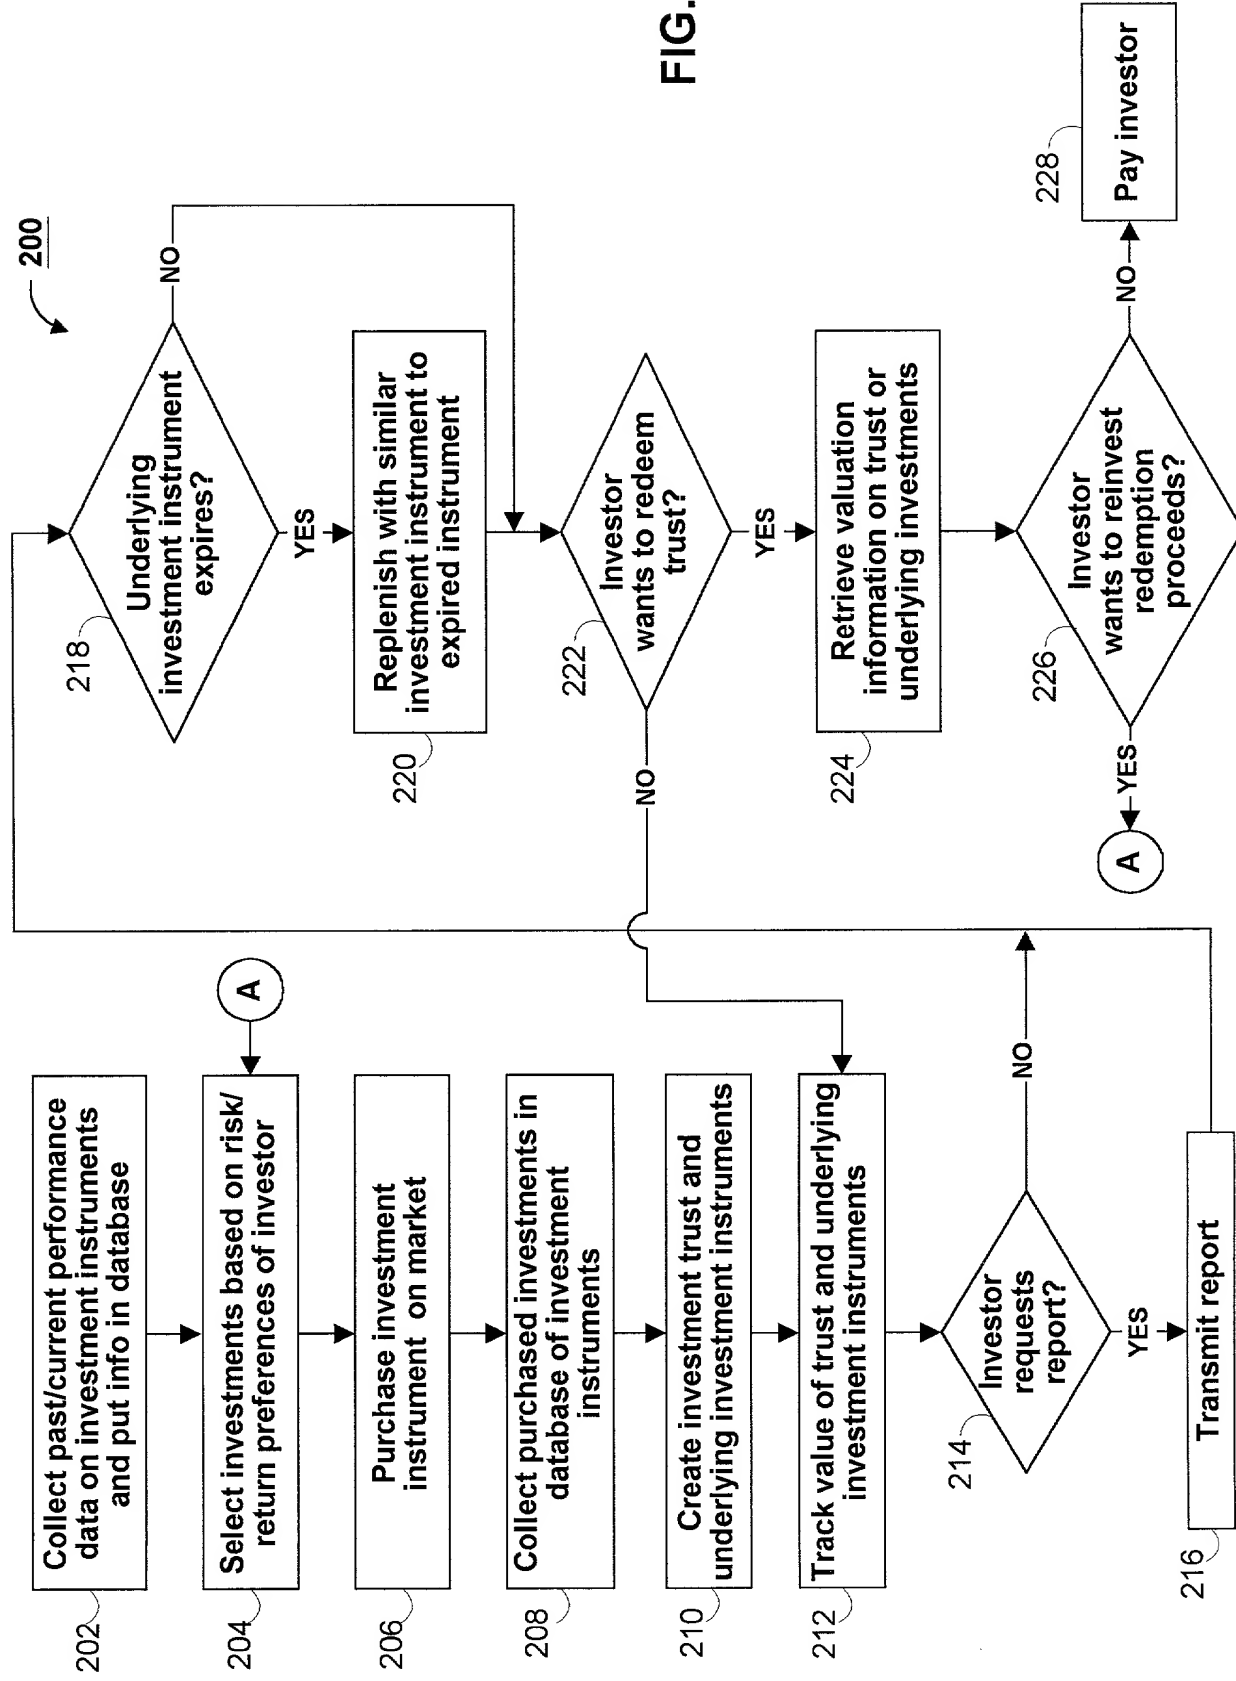 200
202
Collect past/current performance
data on investment instruments
and put info in database
A
204
Select investments based on risk/
return preferences of investor
206
Purchase investment
instrument on market
208
Collect purchased investments in
database of investment
instruments
210
Create investment trust and
underlying investment instruments
212
Track value of trust and underlying
investment instruments
214
Investor
requests
report?
NO
YES
216
Transmit report
218
Underlying
investment instrument
expires?
NO
YES
220
Replenish with similar
investment instrument to
expired instrument
222
Investor
wants to redeem
trust?
NO
YES
224
Retrieve valuation
information on trust or
underlying investments
226
Investor
wants to reinvest
redemption
proceeds?
YES
A
NO
228
Pay investor
FIG.